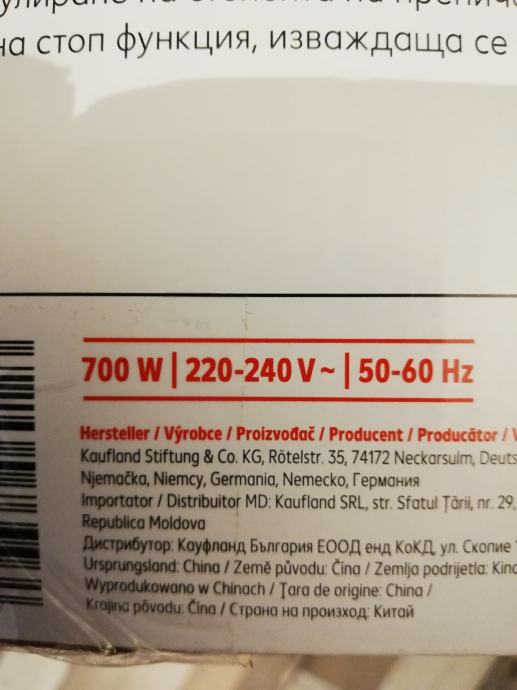 на стоп функция, изваждаща се
700 W | 220-240 V ~ | 50-60 Hz
Hersteller / Výrobce / Proizvođač / Producent / Producător /
Kaufland Stiftung & Co. KG, Rötelstr. 35, 74172 Neckarsulm,
Njemačka, Niemcy, Germania, Nemecko, Германия
Importator / Distribuitor MD: Kaufland SRL, str. Sfatul Țării, nr. 29,
Republica Moldova
Дистрибутор: Кауфланд България ЕООД енд КоКД, ул. Скопие
Ursprungsland: China / Země původu: Čína / Zemlja podrijetla:
Wyprodukowano w Chinach / Țara de origine: China /
Krajina pôvodu: Čína / Страна на произход: Китай